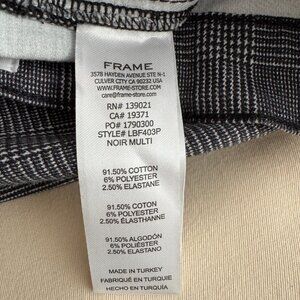 FRAME
3578 HAYDEN AVENUE STE N-1
CULVER CITY CA 90232 USA
WWW.FRAME-STORE.COM
care@frame-store.com
RN# 139021
CA# 19371
PO# 1790300
STYLE# LBF403P
NOIR MULTI
91.50% COTTON
6% POLYESTER
2.50% ELASTANE
91.50% COTON
6% POLYESTER
2.50% ÉLASTHANNE
91.50% ALGODÓN
6% POLIÉSTER
2.50% ELASTANO
MADE IN TURKEY
FABRIQUÉ EN TURQUIE
HECHO EN TURQUÍA